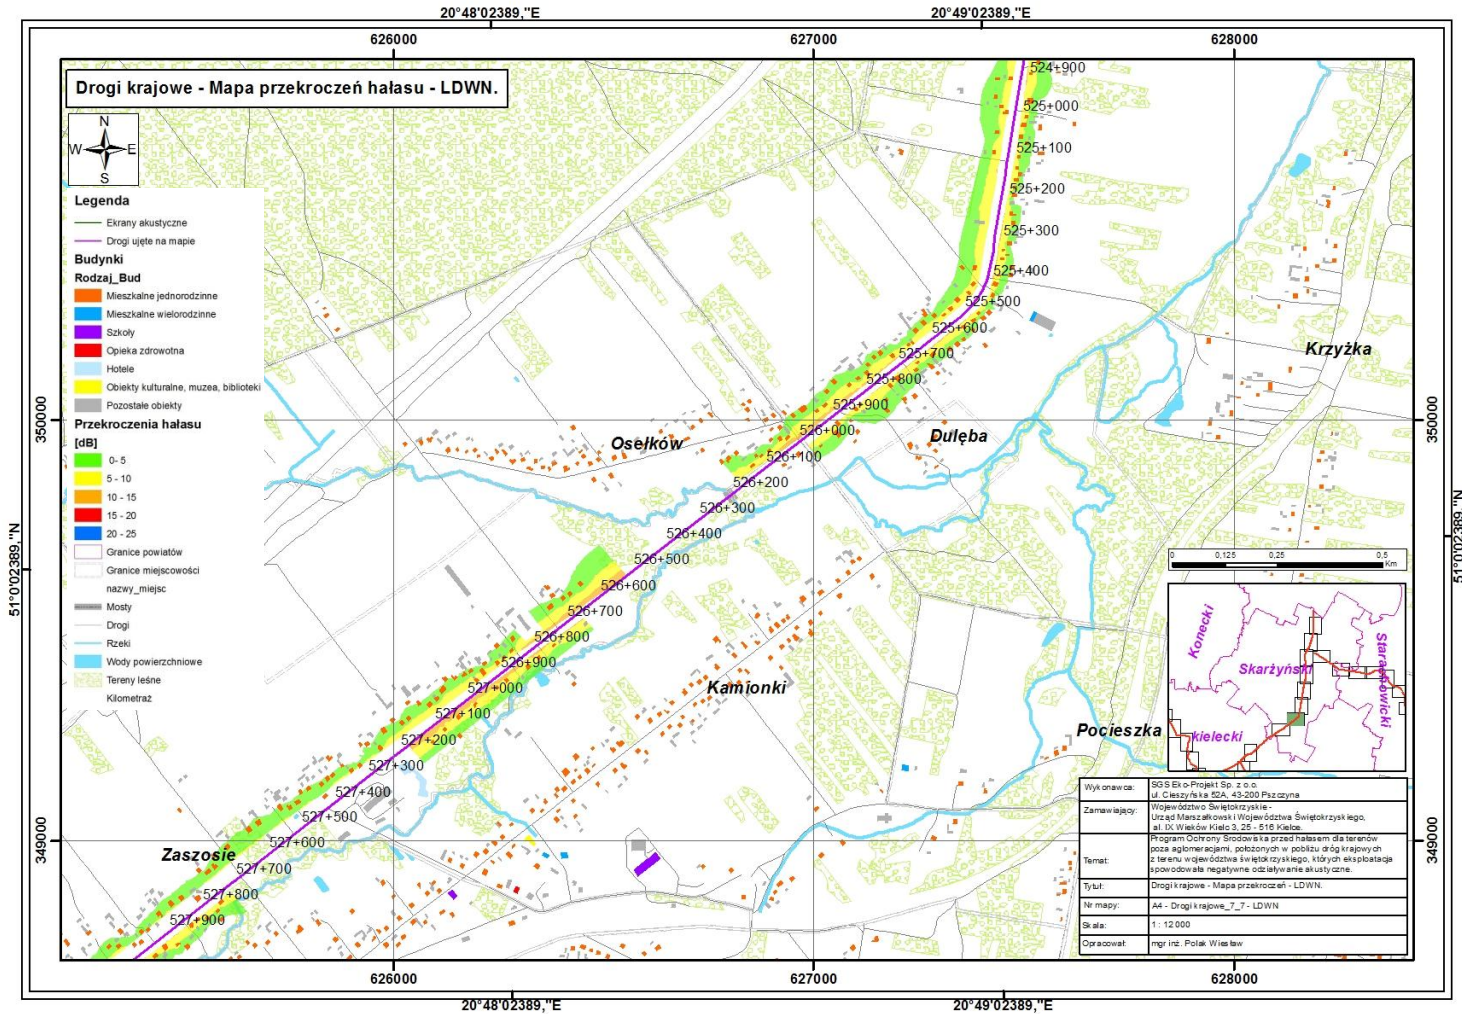 20°48'02389,"E
20°49'02389,"E
626000
627000
628000
Drogi krajowe - Mapa przekroczeń hałasu - LDWN.
N
W
E
S
Legenda
Ekrany akustyczne
Drogi ujęte na mapie
Budynki
Rodzaj_Bud
Mieszkalne jednorodzinne
Mieszkalne wielorodzinne
Szkoły
Opieka zdrowotna
Hotele
Obiekty kulturalne, muzea, biblioteki
Pozostałe obiekty
Przekroczenia hałasu
[dB]
0- 5
5 - 10
10 - 15
15 - 20
20 - 25
Granice powiatów
Granice miejscowości
nazwy_miejsc
Mosty
Drogi
Rzeki
Wody powierzchniowe
Tereny leśne
Kilometraż
524+900
525+000
525+100
525+200
525+300
525+400
525+500
525+600
525+700
525+800
525+900
526+000
526+100
526+200
526+300
526+400
526+500
526+600
526+700
526+800
526+900
527+000
527+100
527+200
527+300
527+400
527+500
527+600
527+700
527+800
527+900
Krzyżka
Osełków
Dulęba
Kamionki
Pocieszka
Zaszosie
350000
350000
349000
349000
51°0'02389,"N
51°0'02389,"N
0 0,125 0,25 0,5
Km
Konecki
Skarżyński
Starachowicki
kielecki
Wykonawca:
SGS Eko-Projekt Sp. z o.o.
ul. Cieszyńska 52A, 43-200 Pszczyna
Zamawiający:
Województwo Świętokrzyskie -
Urząd Marszałkowski Województwa Świętokrzyskiego,
al. IX Wieków Kielc 3, 25 - 516 Kielce.
Temat:
Program Ochrony Środowiska przed hałasem dla terenów
poza aglomeracjami, położonych w pobliżu dróg krajowych
z terenu województwa świętokrzyskiego, których eksploatacja
spowodowała negatywne odziaływanie akustyczne.
Tytuł:
Drogi krajowe - Mapa przekroczeń - LDWN.
Nr mapy:
A4 - Drogi krajowe_7_7 - LDWN
Skala:
1 : 12 000
Opracował:
mgr inż. Polak Wiesław
626000
627000
628000
20°48'02389,"E
20°49'02389,"E